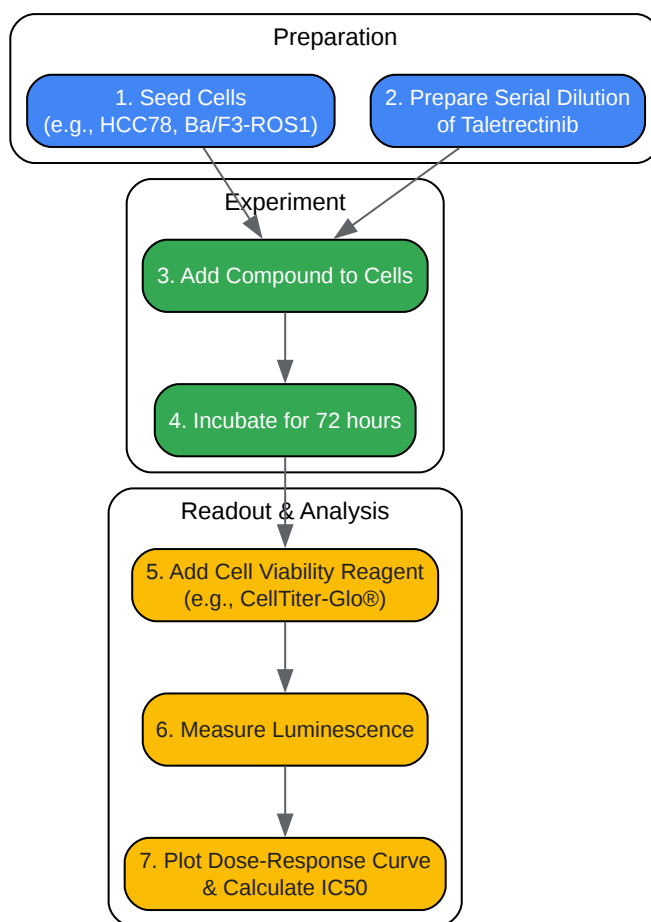 Preparation
1. Seed Cells
(e.g., HCC78, Ba/F3-ROS1)
2. Prepare Serial Dilution
of Taletrectinib
Experiment
3. Add Compound to Cells
4. Incubate for 72 hours
Readout & Analysis
5. Add Cell Viability Reagent
(e.g., CellTiter-Glo®)
6. Measure Luminescence
7. Plot Dose-Response Curve
& Calculate IC50